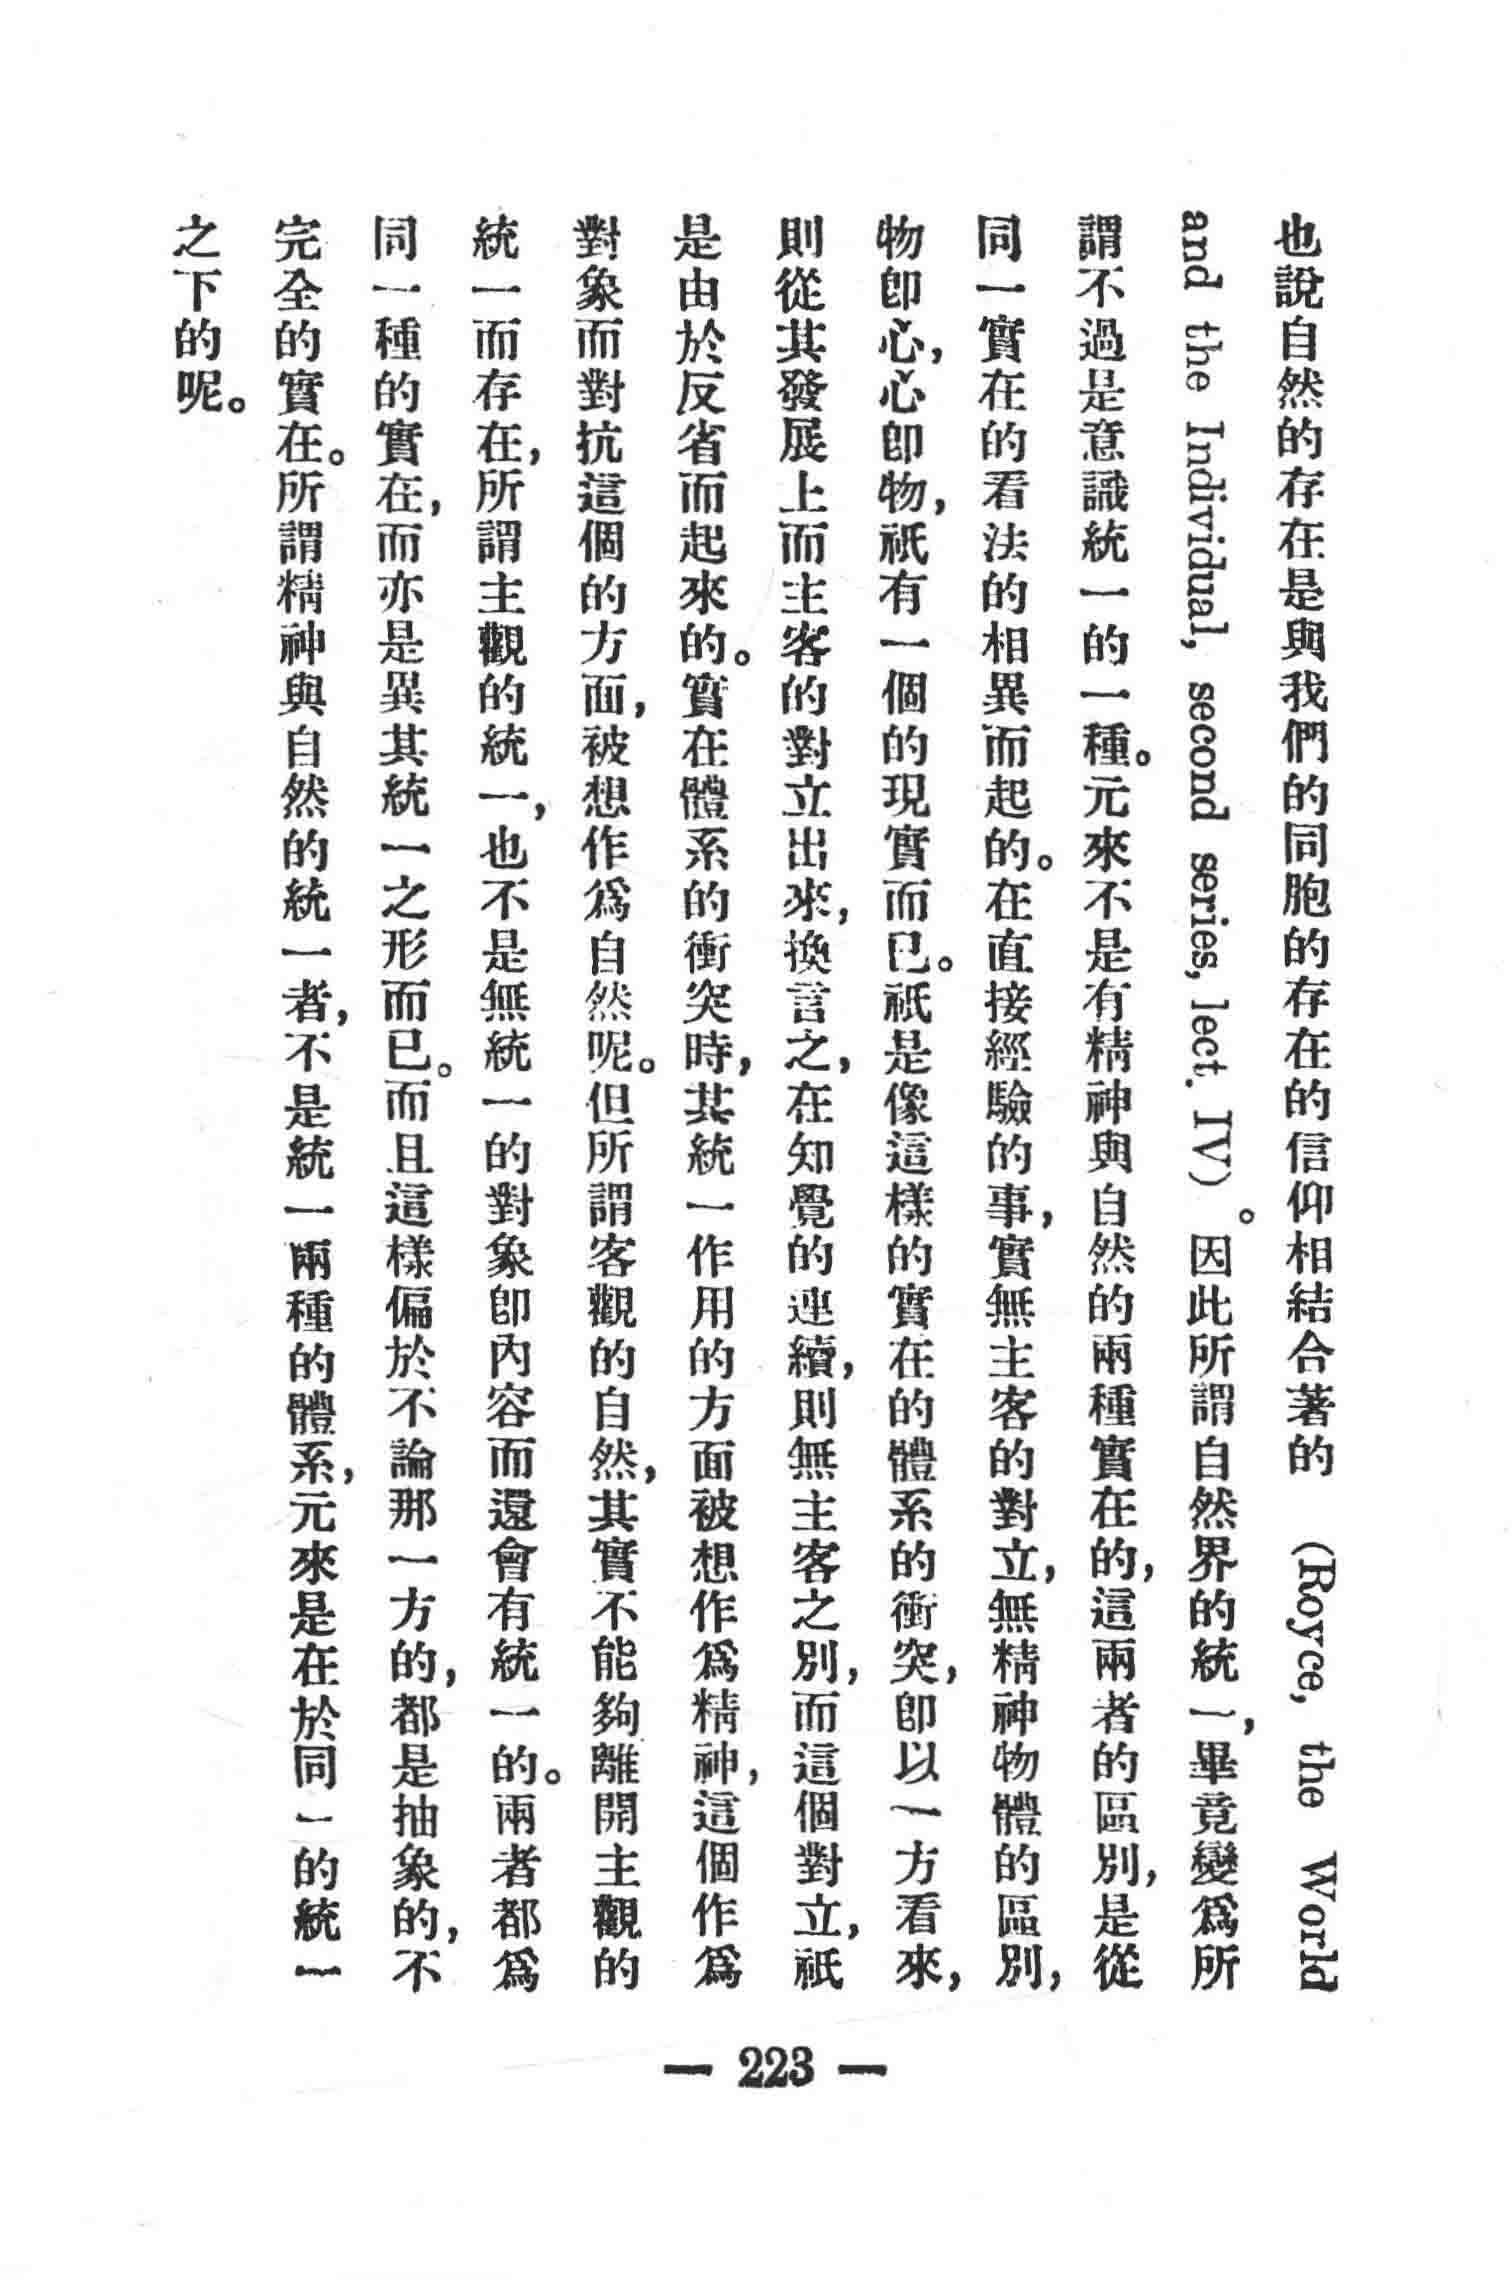 也說自然的存在是與我們的同胞的存在的信仰相結合著的 (Royce, the World
and the Individual, second series, lect. IV)。因此所謂自然界的統一，畢竟變爲所
謂不過是意識統一的一種。元來不是有精神與自然的兩種實在的，這兩者的區別，是從
同一實在的看法的相異而起的。在直接經驗的事，實無主客的對立，無精神物體的區別，
物卽心，心卽物，祇有一個的現實而已。祇是像這樣的實在的體系的衝突，卽以一方看來，
則從其發展上而主客的對立出來，換言之，在知覺的連續，則無主客之別，而這個對立，祇
是由於反省而起來的。實在體系的衝突時，其統一作用的方面被想作爲精神，這個作爲
對象而對抗這個的方面，被想作爲自然呢。但所謂客觀的自然，其實不能夠離開主觀的
統一而存在，所謂主觀的統一，也不是無統一的對象卽內容而還會有統一的。兩者都爲
同一種的實在，而亦是異其統一之形而已。而且這樣偏於不論那一方的，都是抽象的，不
完全的實在。所謂精神與自然的統一者，不是統一兩種的體系，元來是在於同一的統一
之下的呢。
— 223 —